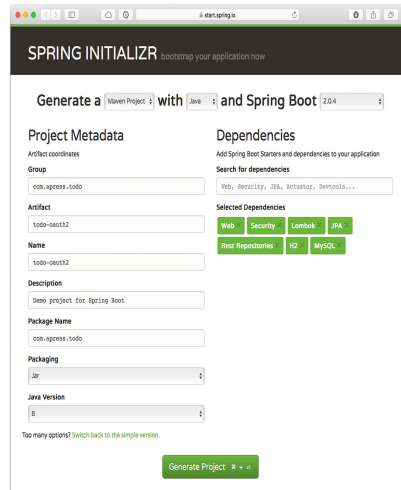 start.spring.io
SPRING INITIALIZR bootstrap your application now
Generate a Maven Project with Java and Spring Boot 2.0.4
Project Metadata
Artifact coordinates
Group
com.apress.todo
Artifact
todo-oauth2
Name
todo-oauth2
Description
Demo project for Spring Boot
Package Name
com.apress.todo
Packaging
Jar
Java Version
8
Too many options? Switch back to the simple version.
Dependencies
Add Spring Boot Starters and dependencies to your application
Search for dependencies
Web, Security, JPA, Actuator, Devtools...
Selected Dependencies
Web × Security × Lombok × JPA ×
Rest Repositories × H2 × MySQL ×
Generate Project ⌘ + ⏎